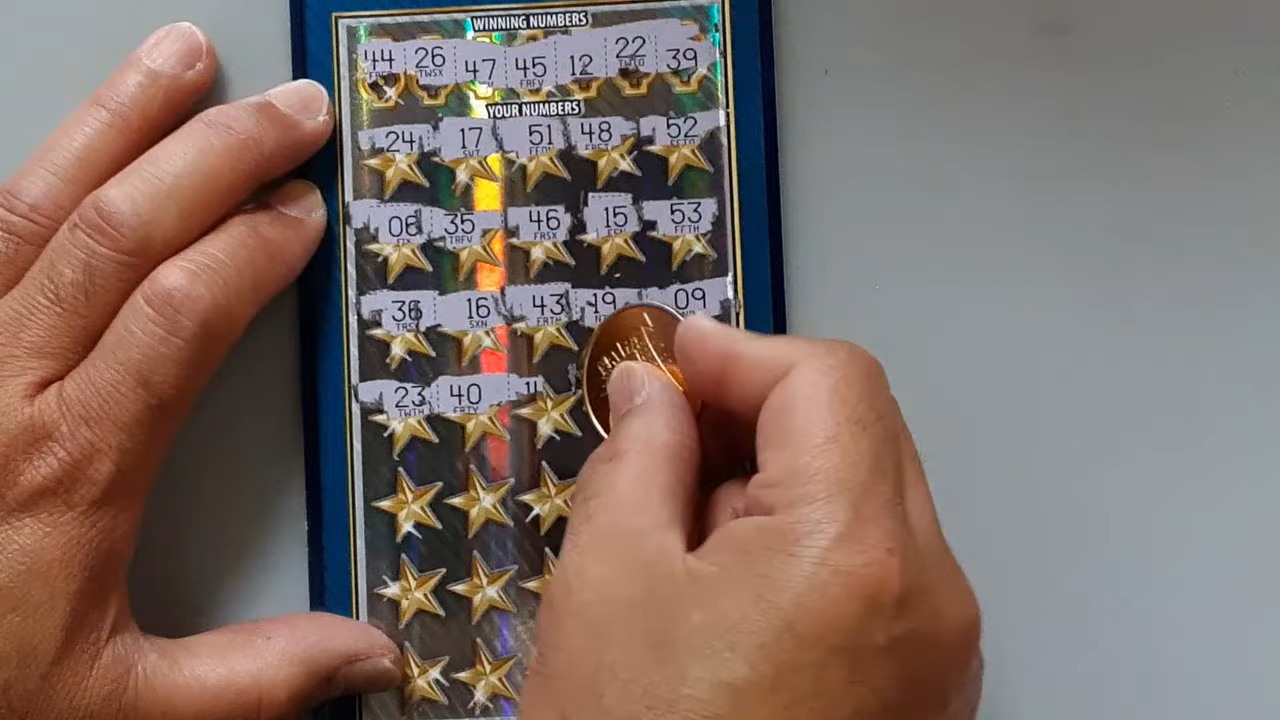 WINNING NUMBERS
44 26 47 45 12 22 39
TWSX FRFV TWTO
YOUR NUMBERS
24 17 51 48 52
SVT
06 35 46 15 53
SIX TRFV FRSX FFTH
36 16 43 19 09
SXN FRTH
23 40
TWTH FRTY